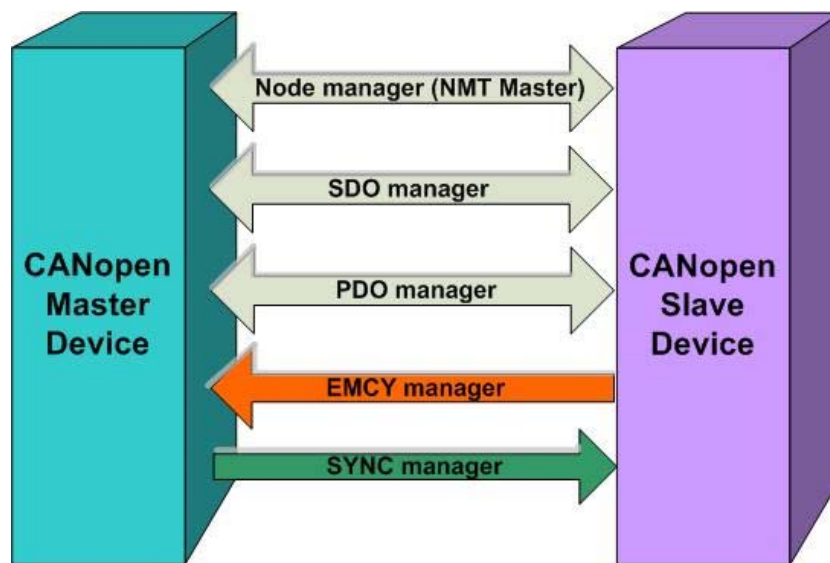 Node manager (NMT Master)
SDO manager
CANopen
Master
Device
PDO manager
CANopen
Slave
Device
EMCY manager
SYNC manager